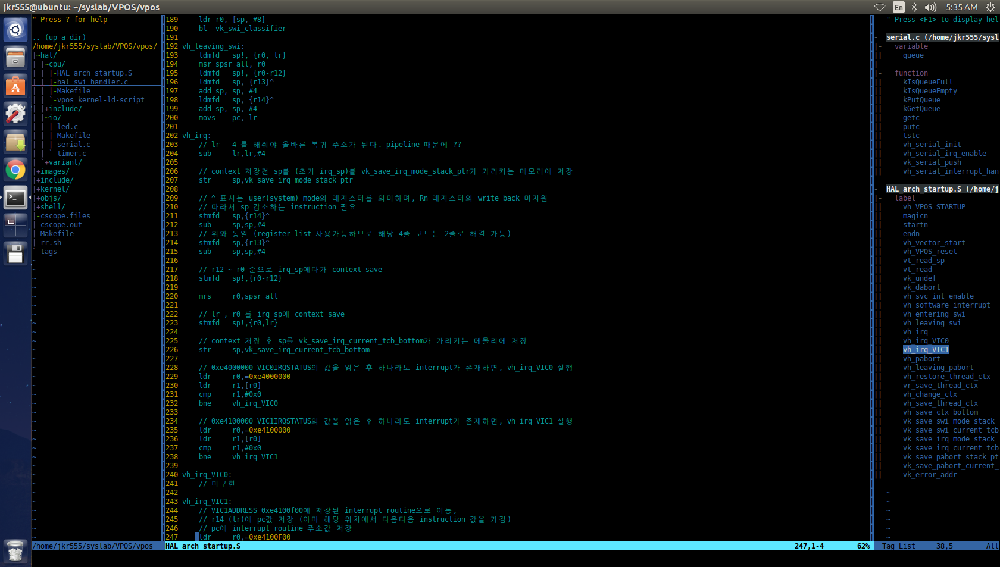 jkr555@ubuntu: ~/syslab/VPOS/vpos
En
5:35 AM
" Press ? for help
.. (up a dir)
/home/jkr555/syslab/VPOS/vpos/
|~hal/
| |~cpu/
| | |-HAL_arch_startup.S
| | |-hal_swi_handler.c
| | |-Makefile
| | `-vpos_kernel-ld-script
| |+include/
| |~io/
| | |-led.c
| | |-Makefile
| | |-serial.c
| | `-timer.c
| `+variant/
|+images/
|+include/
|+kernel/
|+objs/
|+shell/
|-cscope.files
|-cscope.out
|-Makefile
|-rr.sh
`-tags
/home/jkr555/syslab/VPOS/vpos
189 ldr r0, [sp, #8]
190 bl vk_swi_classifier
191
192 vh_leaving_swi:
193 ldmfd sp!, {r0, lr}
194 msr spsr_all, r0
195 ldmfd sp!, {r0-r12}
196 ldmfd sp, {r13}^
197 add sp, sp, #4
198 ldmfd sp, {r14}^
199 add sp, sp, #4
200 movs pc, lr
201
202 vh_irq:
203 // lr - 4 를 해줘야 올바른 복귀 주소가 된다. pipeline 때문에 ??
204 sub lr,lr,#4
205
206 // context 저장전 sp를 (초기 irq_sp)를 vk_save_irq_mode_stack_ptr가 가리키는 메모리에 저장
207 str sp,vk_save_irq_mode_stack_ptr
208
209 // ^ 표시는 user(system) mode의 레지스터를 의미하며, Rn 레지스터의 write back 미지원
210 // 따라서 sp 감소하는 instruction 필요
211 stmfd sp,{r14}^
212 sub sp,sp,#4
213 // 위와 동일 (register list 사용가능하므로 해당 4줄 코드는 2줄로 해결 가능)
214 stmfd sp,{r13}^
215 sub sp,sp,#4
216
217 // r12 ~ r0 순으로 irq_sp에다가 context save
218 stmfd sp!,{r0-r12}
219
220 mrs r0,spsr_all
221
222 // lr , r0 를 irq_sp에 context save
223 stmfd sp!,{r0,lr}
224
225 // context 저장 후 sp를 vk_save_irq_current_tcb_bottom가 가리키는 메몰리에 저장
226 str sp,vk_save_irq_current_tcb_bottom
227
228 // 0xe4000000 VIC0IRQSTATUS의 값을 읽은 후 하나라도 interrupt가 존재하면, vh_irq_VIC0 실행
229 ldr r0,=0xe4000000
230 ldr r1,[r0]
231 cmp r1,#0x0
232 bne vh_irq_VIC0
233
234 // 0xe4100000 VIC1IRQSTATUS의 값을 읽은 후 하나라도 interrupt가 존재하면, vh_irq_VIC1 실행
235 ldr r0,=0xe4100000
236 ldr r1,[r0]
237 cmp r1,#0x0
238 bne vh_irq_VIC1
239
240 vh_irq_VIC0:
241 // 미구현
242
243 vh_irq_VIC1:
244 // VIC1ADDRESS 0xe4100f00에 저장된 interrupt routine으로 이동,
245 // r14 (lr)에 pc값 저장 (아마 해당 위치에서 다음다음 instruction 값을 가짐)
246 // pc에 interrupt routine 주소값 저장
247 ldr r0,=0xe4100F00
HAL_arch_startup.S 247,1-4 62%
" Press <F1> to display hel
- serial.c (/home/jkr555/sysl
|- variable
|| queue
|
|- function
|| kIsQueueFull
|| kIsQueueEmpty
|| kPutQueue
|| kGetQueue
|| getc
|| putc
|| tstc
|| vh_serial_init
|| vh_serial_irq_enable
|| vk_serial_push
|| vh_serial_interrupt_han
- HAL_arch_startup.S (/home/j
|- label
|| vh_VPOS_STARTUP
|| magicn
|| startn
|| endn
|| vh_vector_start
|| vh_VPOS_reset
|| vt_read_sp
|| vt_read
|| vk_undef
|| vk_dabort
|| vh_svc_int_enable
|| vh_software_interrupt
|| vh_entering_swi
|| vh_leaving_swi
|| vh_irq
|| vh_irq_VIC0
|| vh_irq_VIC1
|| vh_pabort
|| vh_leaving_pabort
|| vh_restore_thread_ctx
|| vr_save_thread_ctx
|| vh_change_ctx
|| vh_save_thread_ctx
|| vh_save_ctx_bottom
|| vk_save_swi_mode_stack_
|| vk_save_swi_current_tcb
|| vk_save_irq_mode_stack_
|| vk_save_irq_current_tcb
|| vk_save_pabort_stack_pt
|| vk_save_pabort_current_
|| vk_error_addr
Tag List 38,5 All